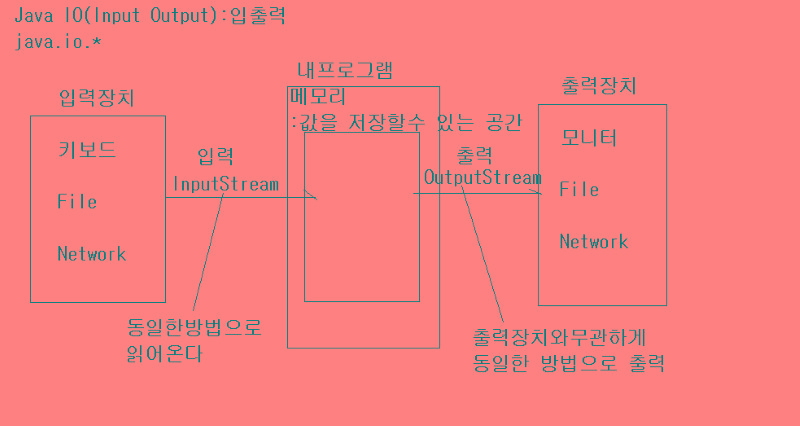 Java IO(Input Output):입출력
java.io.*
내프로그램
메모리
:값을 저장할수 있는 공간
입력장치
키보드
File
Network
입력
InputStream
동일한방법으로
읽어온다
출력
OutputStream
출력장치
모니터
File
Network
출력장치와무관하게
동일한 방법으로 출력